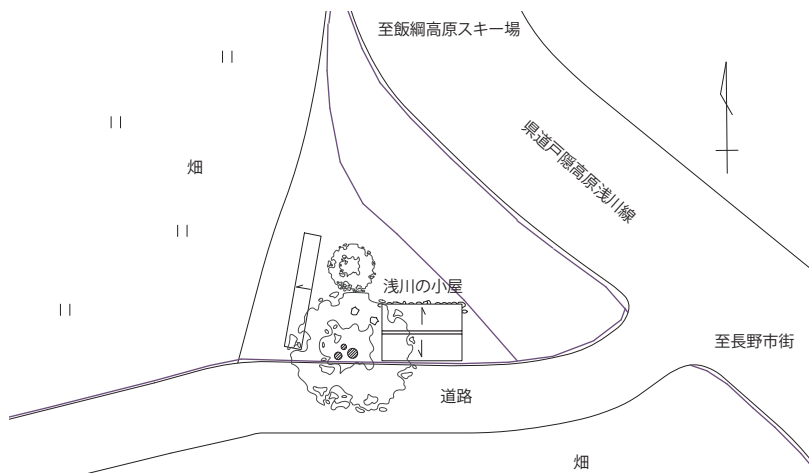 至飯綱高原スキー場
県道戸隠高原浅川線
畑
浅川の小屋
至長野市街
道路
畑